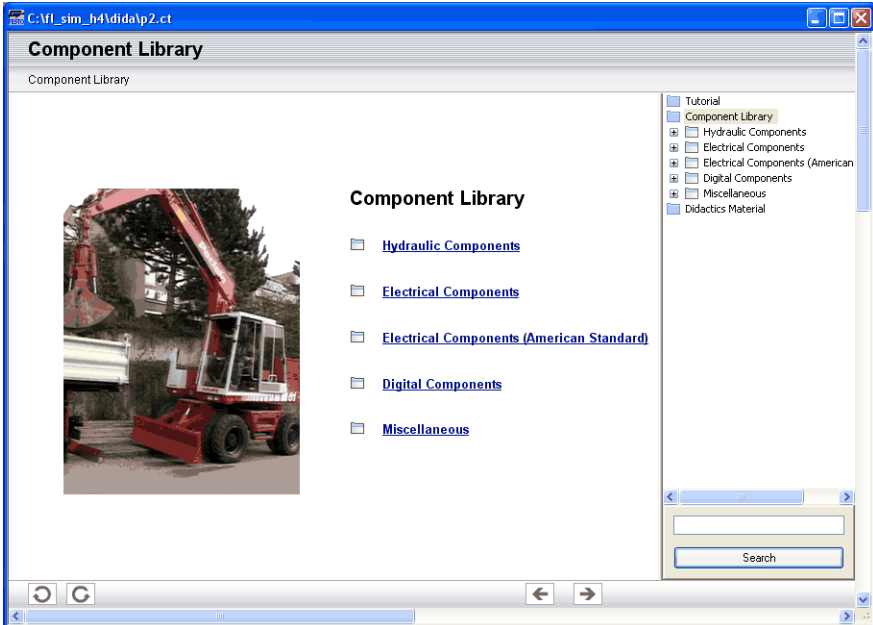 C:\fl_sim_h4\dida\p2.ct
Component Library
Component Library
Component Library
Hydraulic Components
Electrical Components
Electrical Components (American Standard)
Digital Components
Miscellaneous
Tutorial
Component Library
Hydraulic Components
Electrical Components
Electrical Components (American
Digital Components
Miscellaneous
Didactics Material
Search